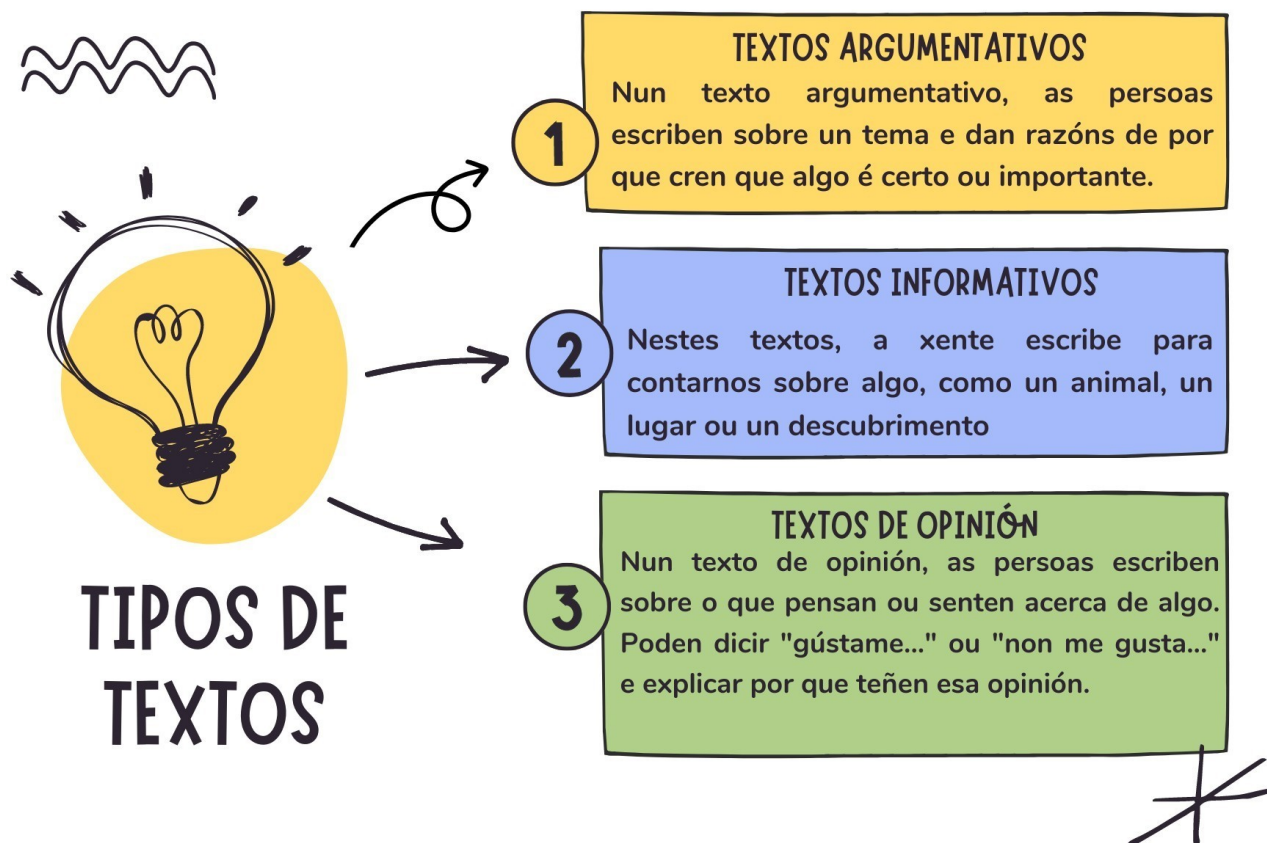 TIPOS DE
TEXTOS
1
TEXTOS ARGUMENTATIVOS
Nun texto argumentativo, as persoas
escriben sobre un tema e dan razóns de por
que cren que algo é certo ou importante.
2
TEXTOS INFORMATIVOS
Nestes textos, a xente escribe para
contarnos sobre algo, como un animal, un
lugar ou un descubrimento
3
TEXTOS DE OPINIÓN
Nun texto de opinión, as persoas escriben
sobre o que pensan ou senten acerca de algo.
Poden dicir "gústame..." ou "non me gusta..."
e explicar por que teñen esa opinión.